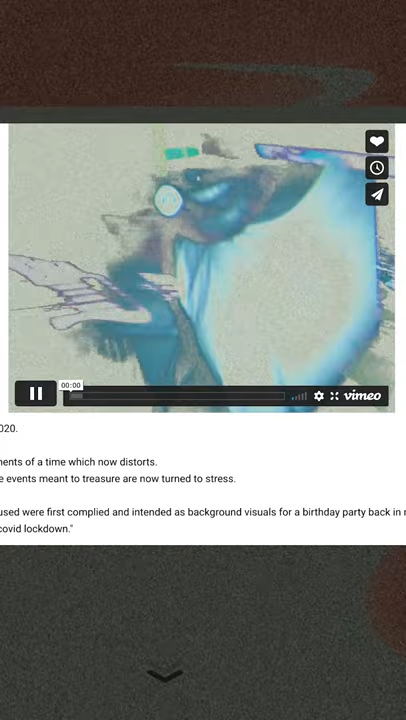 00:00
vimeo
020.
ents of a time which now distorts.
e events meant to treasure are now turned to stress.
used were first complied and intended as background visuals for a birthday party back in
covid lockdown."